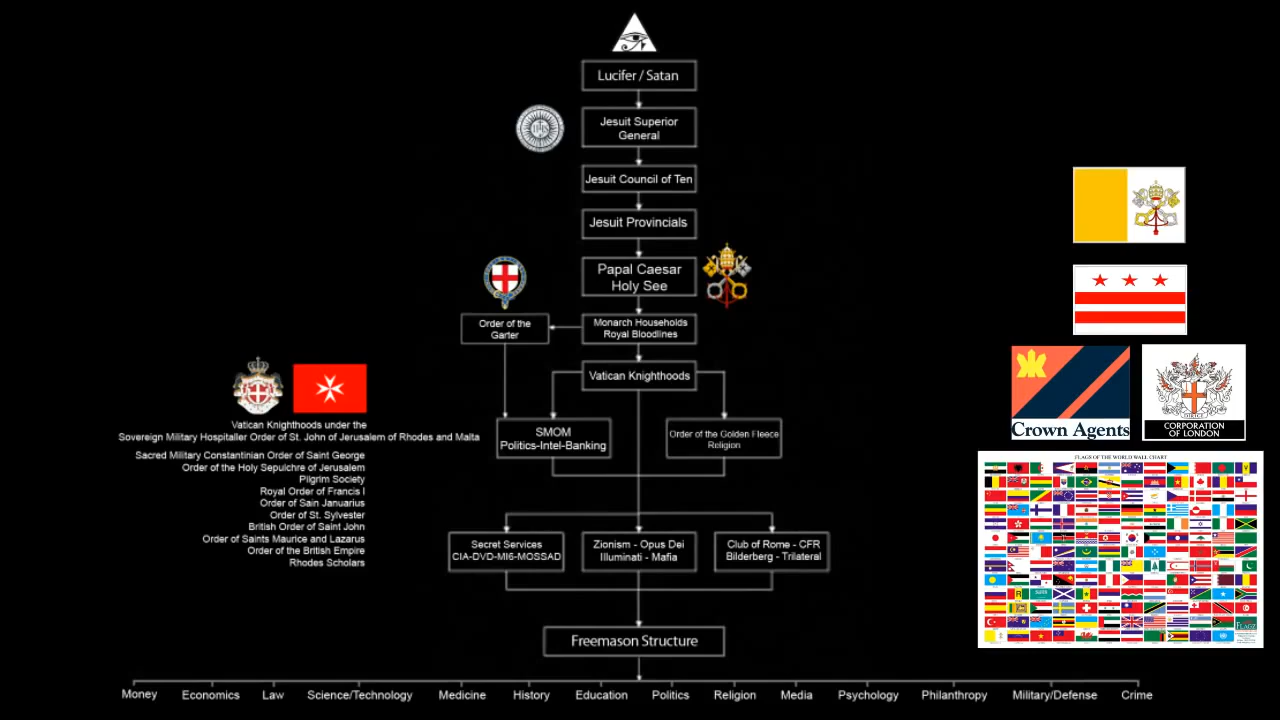 Lucifer / Satan
Jesuit Superior
General
Jesuit Council of Ten
Jesuit Provincials
Papal Caesar
Holy See
Order of the
Garter
Monarch Households
Royal Bloodlines
Vatican Knighthoods
SMOM
Politics-Intel-Banking
Order of the Golden Fleece
Religion
Vatican Knighthoods under the
Sovereign Military Hospitaller Order of St. John of Jerusalem of Rhodes and Malta
Sacred Military Constantinian Order of Saint George
Order of the Holy Sepulchre of Jerusalem
Pilgrim Society
Royal Order of Francis I
Order of Sain Januarius
Order of St. Sylvester
British Order of Saint John
Order of Saints Maurice and Lazarus
Order of the British Empire
Rhodes Scholars
Secret Services
CIA-DVD-MI6-MOSSAD
Zionism - Opus Dei
Illuminati - Mafia
Club of Rome - CFR
Bilderberg - Trilateral
Freemason Structure
Money Economics Law Science/Technology Medicine History Education Politics Religion Media Psychology Philanthropy Military/Defense Crime
Crown Agents
CORPORATION
OF LONDON
FLAGS OF THE WORLD WALL CHART
FLAGZ